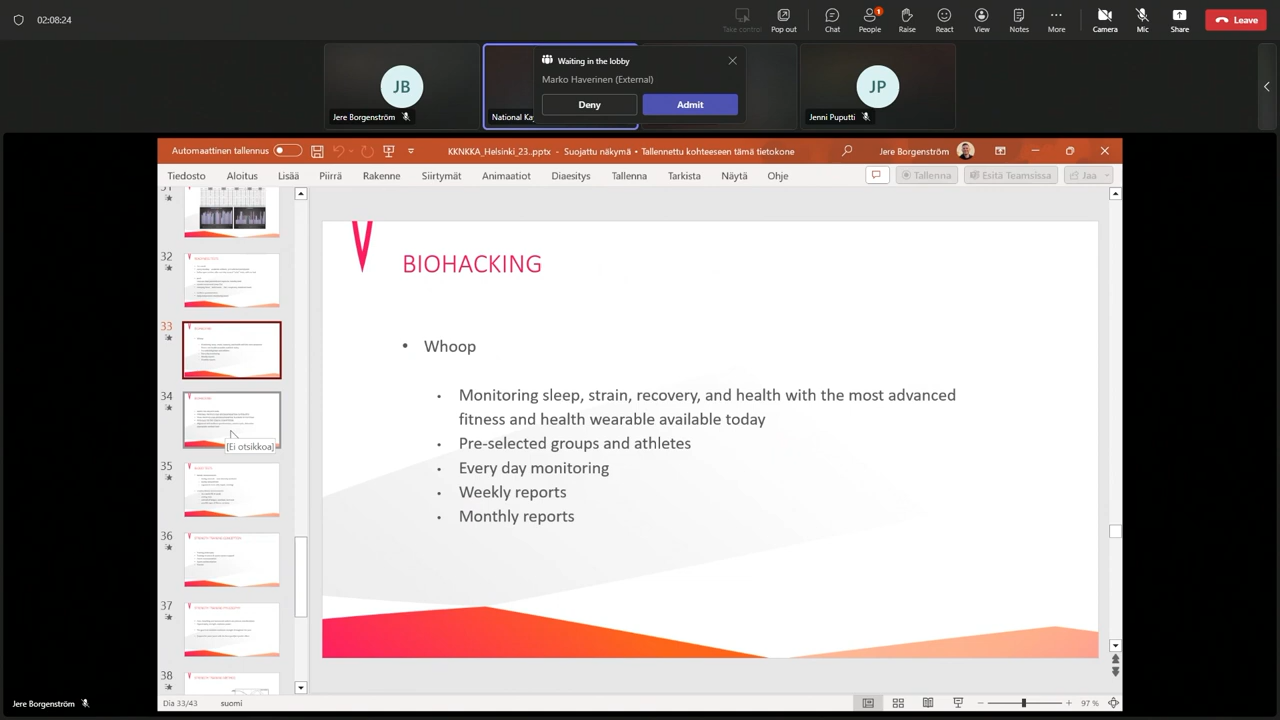 02:08:24
Take control
Pop out
Chat
1
People
Raise
React
View
Notes
More
Camera
Mic
Share
Leave
JB
Jere Borgenström
National Ka
Waiting in the lobby
Marko Haverinen (External)
Deny
Admit
JP
Jenni Puputti
Automaattinen tallennus
KKNKKA_Helsinki_23..pptx - Suojattu näkymä • Tallennettu kohteeseen tämä tietokone
Jere Borgenström
Tiedosto
Aloitus
Lisää
Piirrä
Rakenne
Siirtymät
Animaatiot
Diaesitys
Tallenna
Tarkista
Näytä
Ohje
Tallenna
Esitä Teamsissa
Jaa
32
33
34
[Ei otsikkoa]
35
36
37
38
BIOHACKING
• Whoop
• Monitoring sleep, strain, recovery, and health with the most advanced
fitness and health wearable available today
• Pre-selected groups and athletes
• Every day monitoring
• Weekly reports
• Monthly reports
Jere Borgenström
Dia 33/43
suomi
97 %